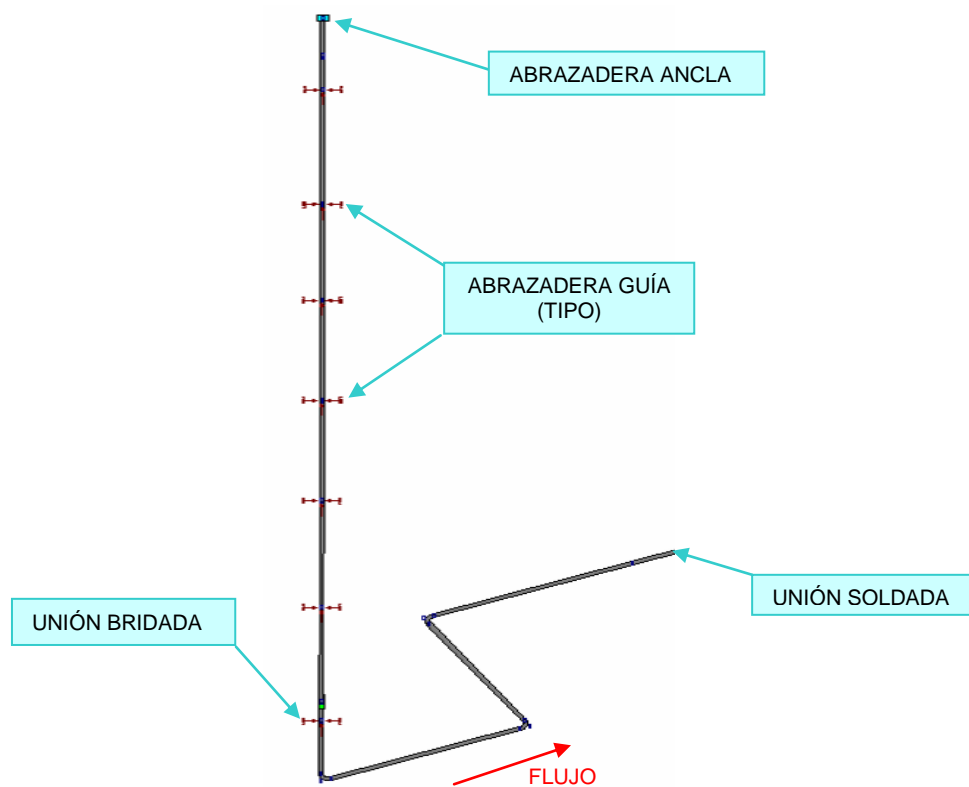 ABRAZADERA ANCLA
ABRAZADERA GUÍA
(TIPO)
UNIÓN SOLDADA
UNIÓN BRIDADA
FLUJO